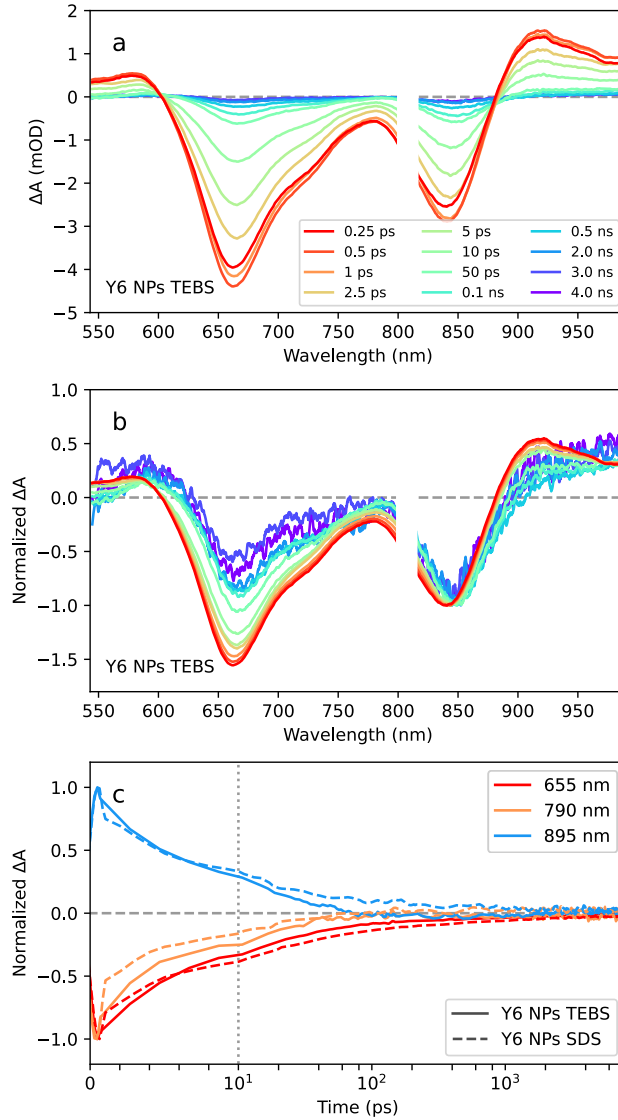 a
2
1
0
−1
−2
−3
−4
−5
ΔA (mOD)
0.25 ps
0.5 ps
1 ps
2.5 ps
5 ps
10 ps
50 ps
0.1 ns
0.5 ns
2.0 ns
3.0 ns
4.0 ns
Y6 NPs TEBS
550 600 650 700 750 800 850 900 950
Wavelength (nm)
b
1.0
0.5
0.0
−0.5
−1.0
−1.5
Normalized ΔA
Y6 NPs TEBS
550 600 650 700 750 800 850 900 950
Wavelength (nm)
c
1.0
0.5
0.0
−0.5
−1.0
Normalized ΔA
655 nm
790 nm
895 nm
Y6 NPs TEBS
Y6 NPs SDS
0 10¹ 10² 10³
Time (ps)